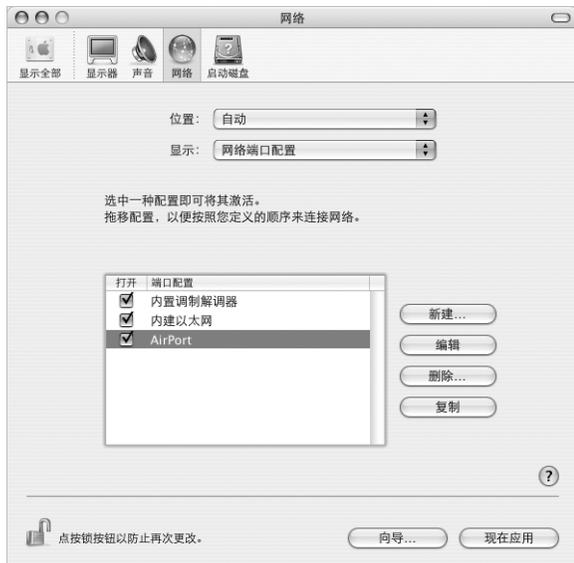 网络
显示全部 显示器 声音 网络 启动磁盘
位置： 自动
显示： 网络端口配置
选中一种配置即可将其激活。
拖移配置，以便按照您定义的顺序来连接网络。
打开 端口配置
内置调制解调器
内建以太网
AirPort
新建...
编辑
删除...
复制
?
点按锁按钮以防止再次更改。
向导... 现在应用